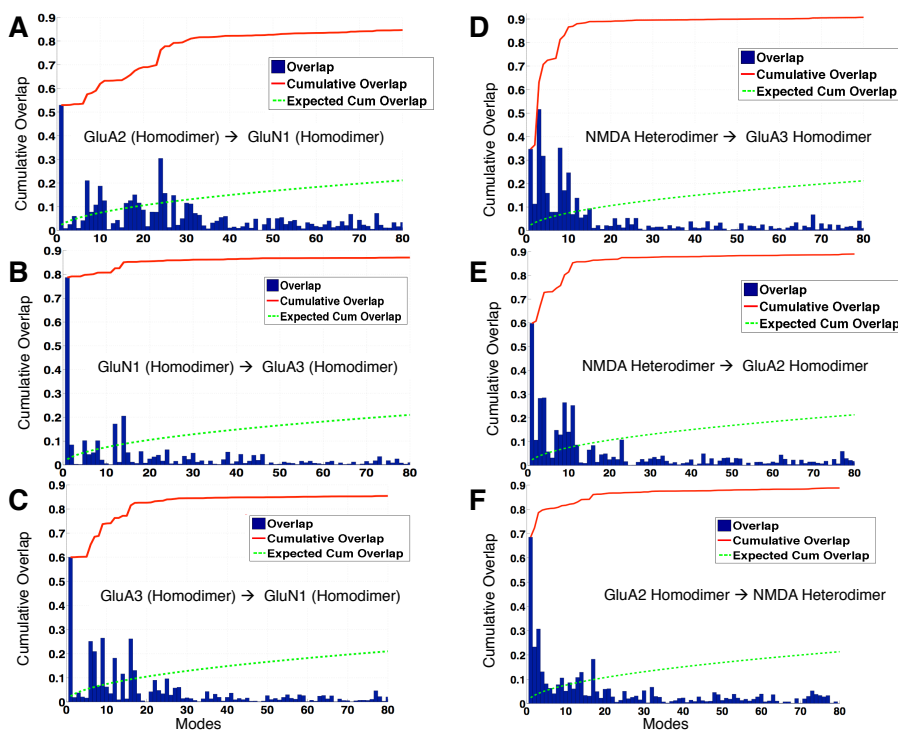 A
Cumulative Overlap
0.9
0.8
0.7
0.6
0.5
0.4
0.3
0.2
0.1
0
0 10 20 30 40 50 60 70 80
Overlap
Cumulative Overlap
Expected Cum Overlap
GluA2 (Homodimer) → GluN1 (Homodimer)
B
Cumulative Overlap
0.9
0.8
0.7
0.6
0.5
0.4
0.3
0.2
0.1
0
0 10 20 30 40 50 60 70 80
Overlap
Cumulative Overlap
Expected Cum Overlap
GluN1 (Homodimer) → GluA3 (Homodimer)
C
Cumulative Overlap
0.9
0.8
0.7
0.6
0.5
0.4
0.3
0.2
0.1
0
0 10 20 30 40 50 60 70 80
Modes
Overlap
Cumulative Overlap
Expected Cum Overlap
GluA3 (Homodimer) → GluN1 (Homodimer)
D
Cumulative Overlap
0.9
0.8
0.7
0.6
0.5
0.4
0.3
0.2
0.1
0
0 10 20 30 40 50 60 70 80
Overlap
Cumulative Overlap
Expected Cum Overlap
NMDA Heterodimer → GluA3 Homodimer
E
Cumulative Overlap
0.9
0.8
0.7
0.6
0.5
0.4
0.3
0.2
0.1
0
0 10 20 30 40 50 60 70 80
Overlap
Cumulative Overlap
Expected Cum Overlap
NMDA Heterodimer → GluA2 Homodimer
F
Cumulative Overlap
0.9
0.8
0.7
0.6
0.5
0.4
0.3
0.2
0.1
0
0 10 20 30 40 50 60 70 80
Modes
Overlap
Cumulative Overlap
Expected Cum Overlap
GluA2 Homodimer → NMDA Heterodimer